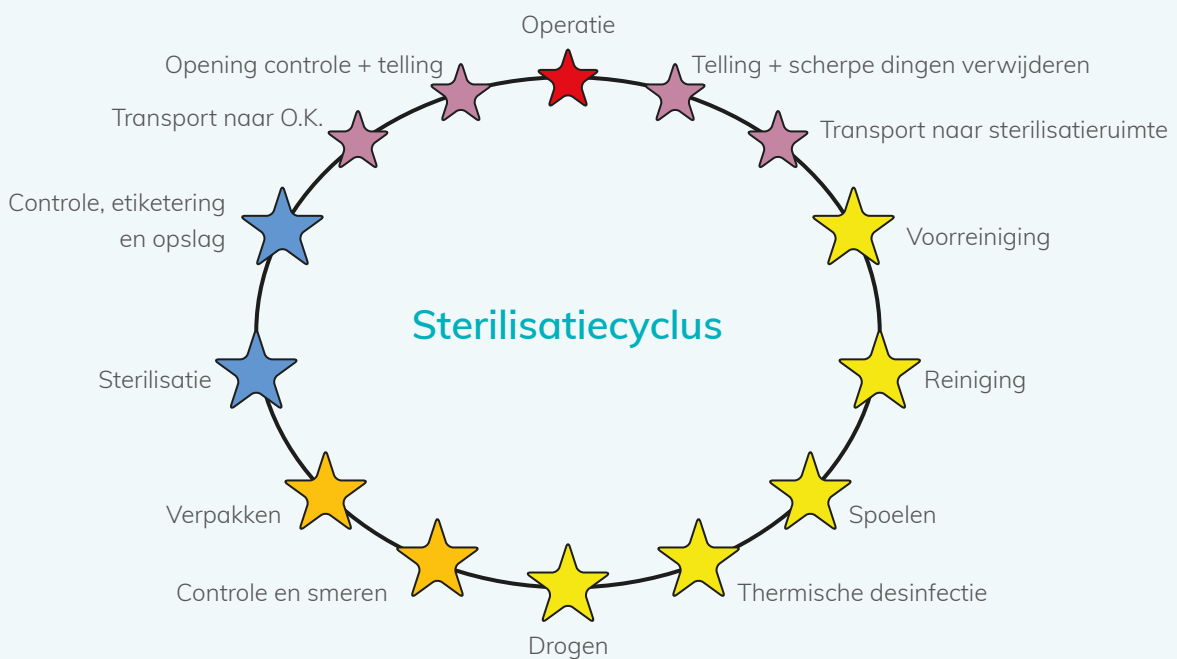 Operatie
Opening controle + telling
Telling + scherpe dingen verwijderen
Transport naar O.K.
Transport naar sterilisatieruimte
Controle, etiketering
en opslag
Voorreiniging
Sterilisatiecyclus
Sterilisatie
Reiniging
Verpakken
Spoelen
Controle en smeren
Thermische desinfectie
Drogen